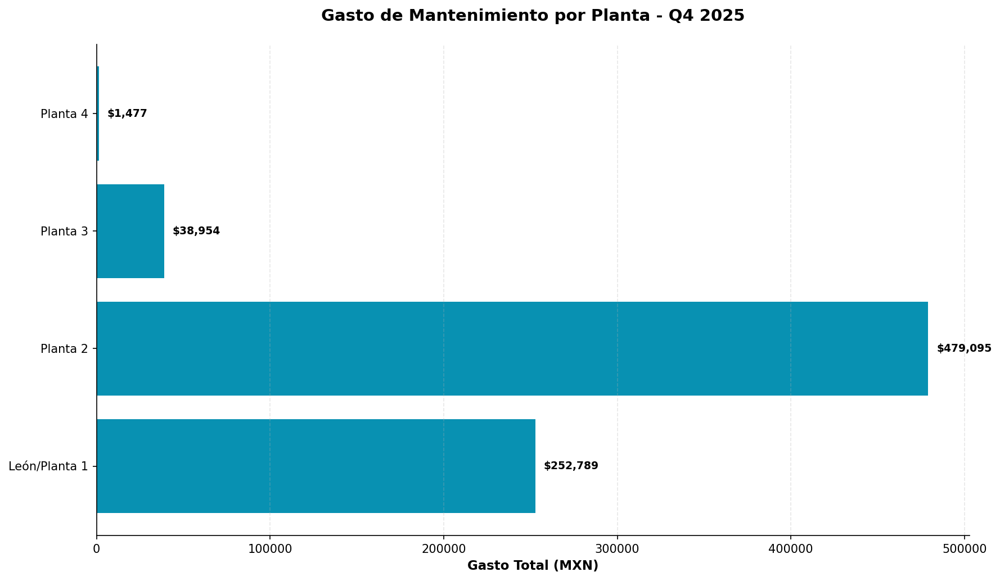 Gasto de Mantenimiento por Planta - Q4 2025
Planta 4 $1,477
Planta 3 $38,954
Planta 2 $479,095
León/Planta 1 $252,789
0 100000 200000 300000 400000 500000
Gasto Total (MXN)